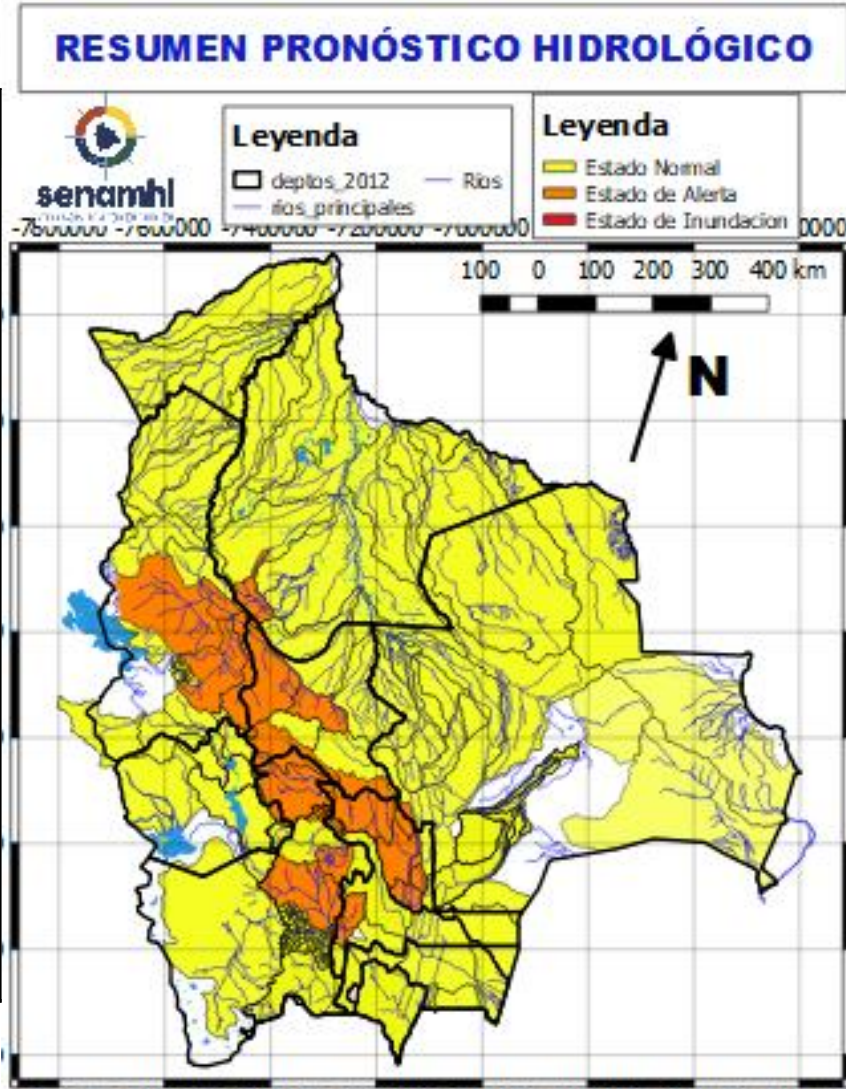 RESUMEN PRONÓSTICO HIDROLÓGICO
senamhi
Leyenda
deptos_2012
Rios
rios_principales
Leyenda
Estado Normal
Estado de Alerta
Estado de Inundacion
-7600000
-7400000
-7200000
100 0 100 200 300 400 km
N